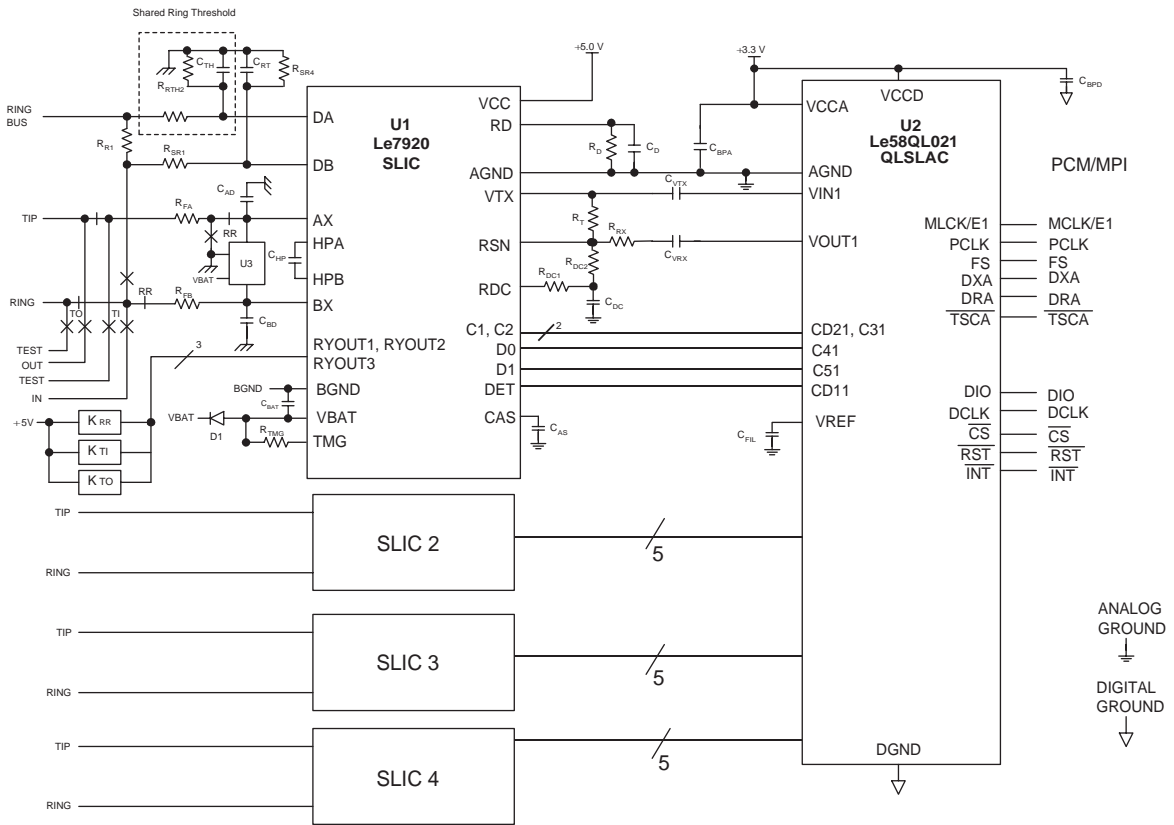 Shared Ring Threshold
+5.0 V
+3.3 V
C_TH
C_RT
R_SR4
R_RTH2
C_BPD
VCCD
VCC
VCCA
RING
BUS
DA
U1
Le7920
SLIC
RD
R_D
C_D
C_BPA
U2
Le58QL021
QLSLAC
R_R1
R_SR1
DB
AGND
AGND
PCM/MPI
C_AD
VTX
C_VTX
VIN1
TIP
R_FA
AX
R_T
MLCK/E1
MCLK/E1
RR
HPA
RSN
R_RX
VOUT1
PCLK
PCLK
U3
C_HP
C_VRX
FS
FS
VBAT
HPB
R_DC1
R_DC2
DXA
DXA
RDC
DRA
DRA
RING
RR
R_FB
BX
C_DC
TSCA
TSCA
TO
TI
C_BD
C1, C2
2
CD21, C31
TEST
OUT
3
RYOUT1, RYOUT2
RYOUT3
D0
C41
TEST
D1
C51
IN
BGND
BGND
DET
CD11
DIO
DIO
C_BAT
DCLK
DCLK
+5V
K RR
VBAT
D1
VBAT
CAS
C_AS
VREF
C_FIL
CS
CS
R_TMG
TMG
RST
RST
K TI
INT
INT
K TO
TIP
SLIC 2
5
RING
TIP
SLIC 3
5
RING
ANALOG
GROUND
DIGITAL
GROUND
TIP
SLIC 4
5
DGND
RING